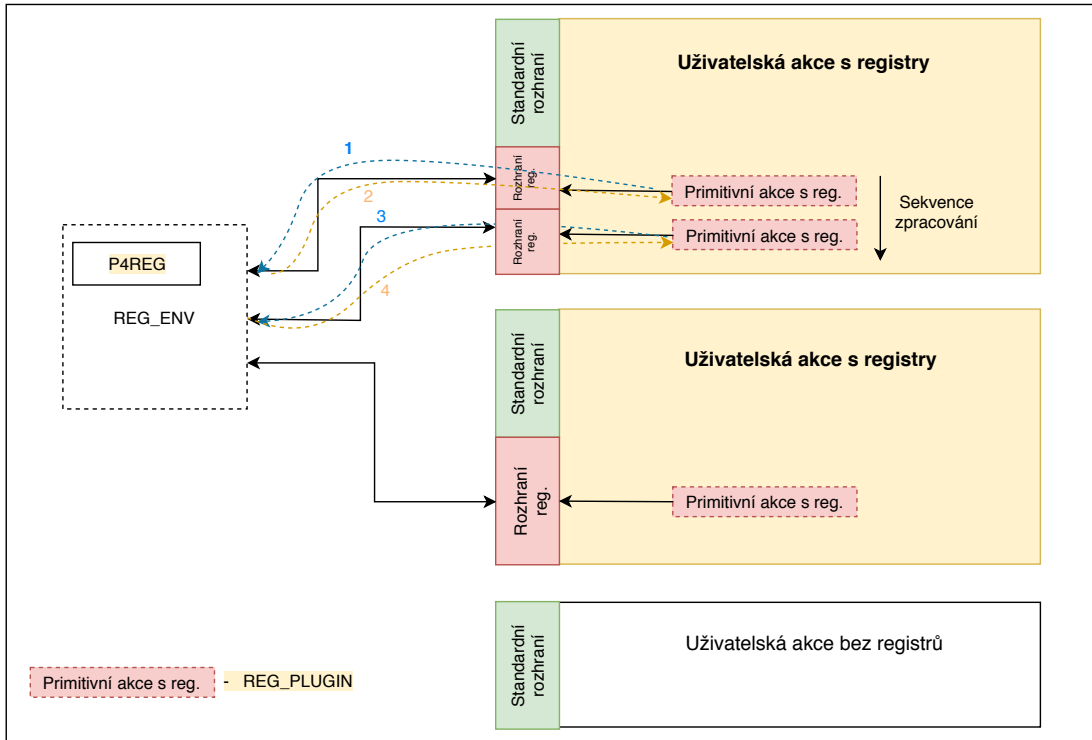 Standardní
rozhraní
Uživatelská akce s registry
1
Rozhraní
reg.
2
Primitivní akce s reg.
3
Rozhraní
reg.
Primitivní akce s reg.
Sekvence
zpracování
P4REG
4
REG_ENV
Standardní
rozhraní
Uživatelská akce s registry
Rozhraní
reg.
Primitivní akce s reg.
Standardní
rozhraní
Uživatelská akce bez registrů
Primitivní akce s reg. - REG_PLUGIN